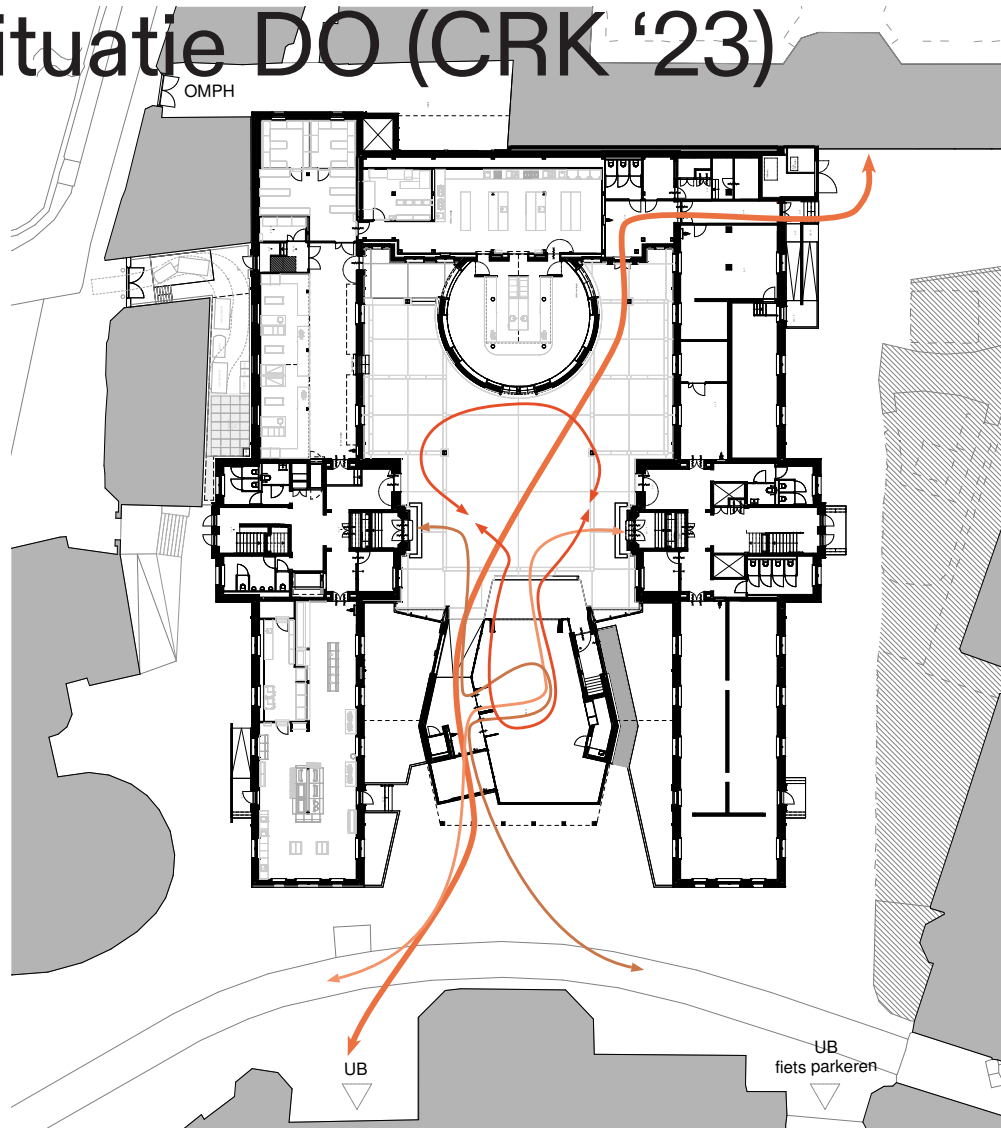 ituatie DO (CRK ‘23)
OMPH
UB
UB
fiets parkeren